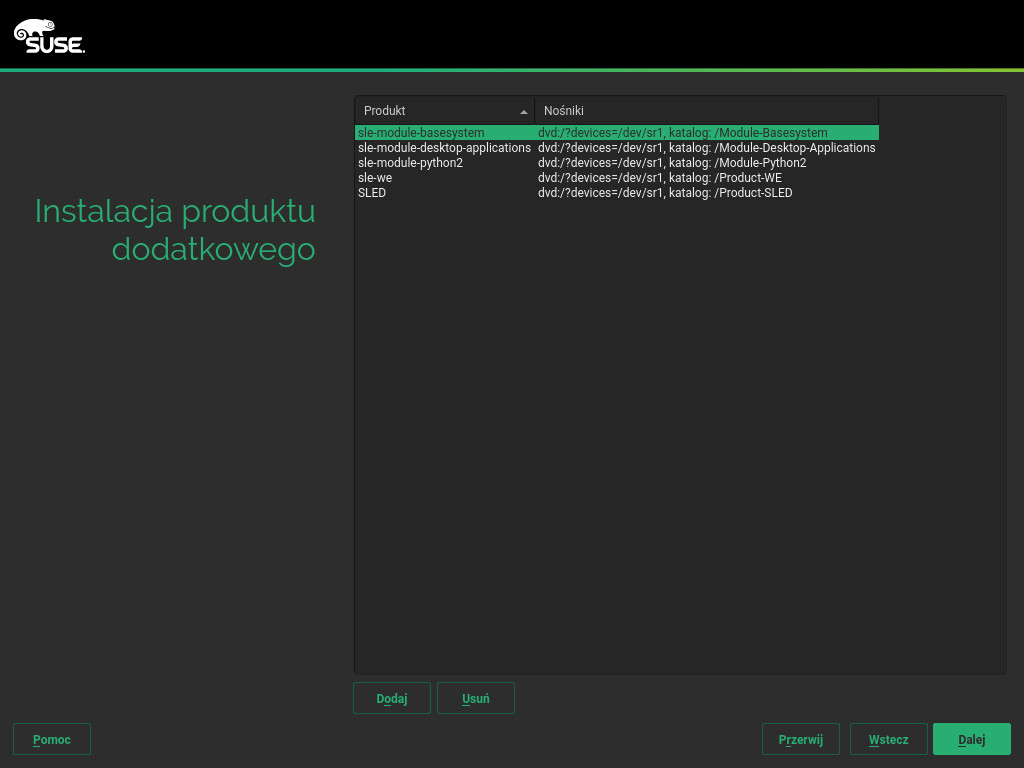 SUSE.
Instalacja produktu
dodatkowego
Produkt Nośniki
sle-module-basesystem dvd:/?devices=/dev/sr1, katalog: /Module-Basesystem
sle-module-desktop-applications dvd:/?devices=/dev/sr1, katalog: /Module-Desktop-Applications
sle-module-python2 dvd:/?devices=/dev/sr1, katalog: /Module-Python2
sle-we dvd:/?devices=/dev/sr1, katalog: /Product-WE
SLED dvd:/?devices=/dev/sr1, katalog: /Product-SLED
Dodaj Usuń
Pomoc Przerwij Wstecz Dalej